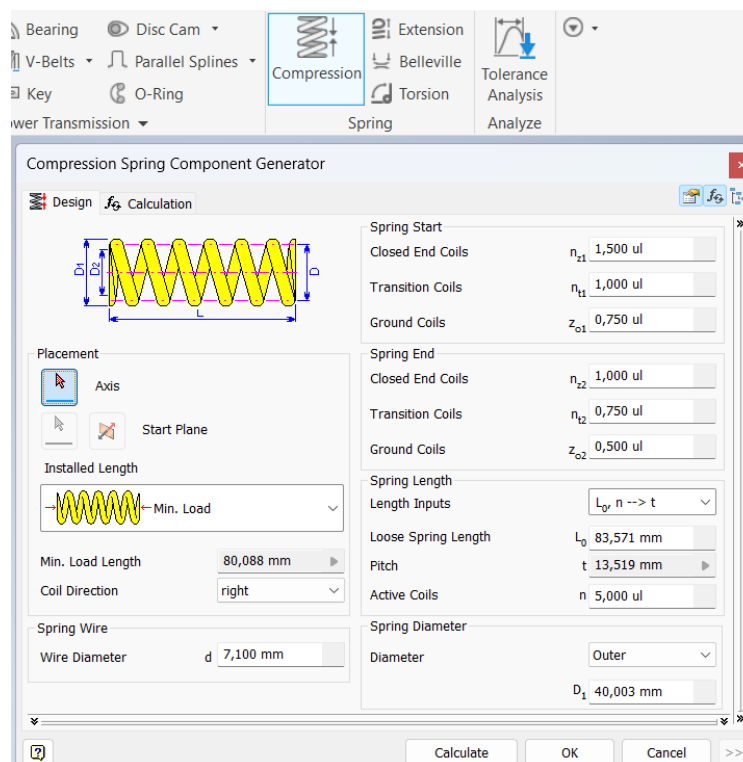 Bearing Disc Cam Compression Extension Tolerance Analysis
V-Belts Parallel Splines Belleville
Key O-Ring Torsion
Spring Analyze
Compression Spring Component Generator
Design fG Calculation
D1 D2 D
L
Placement
Axis
Start Plane
Installed Length
Min. Load
Min. Load Length 80,088 mm
Coil Direction right
Spring Wire
Wire Diameter d 7,100 mm
Spring Start
Closed End Coils nz1 1,500 ul
Transition Coils nt1 1,000 ul
Ground Coils zo1 0,750 ul
Spring End
Closed End Coils nz2 1,000 ul
Transition Coils nt2 0,750 ul
Ground Coils zo2 0,500 ul
Spring Length
Length Inputs L0, n --> t
Loose Spring Length L0 83,571 mm
Pitch t 13,519 mm
Active Coils n 5,000 ul
Spring Diameter
Diameter Outer
D1 40,003 mm
Calculate OK Cancel >>